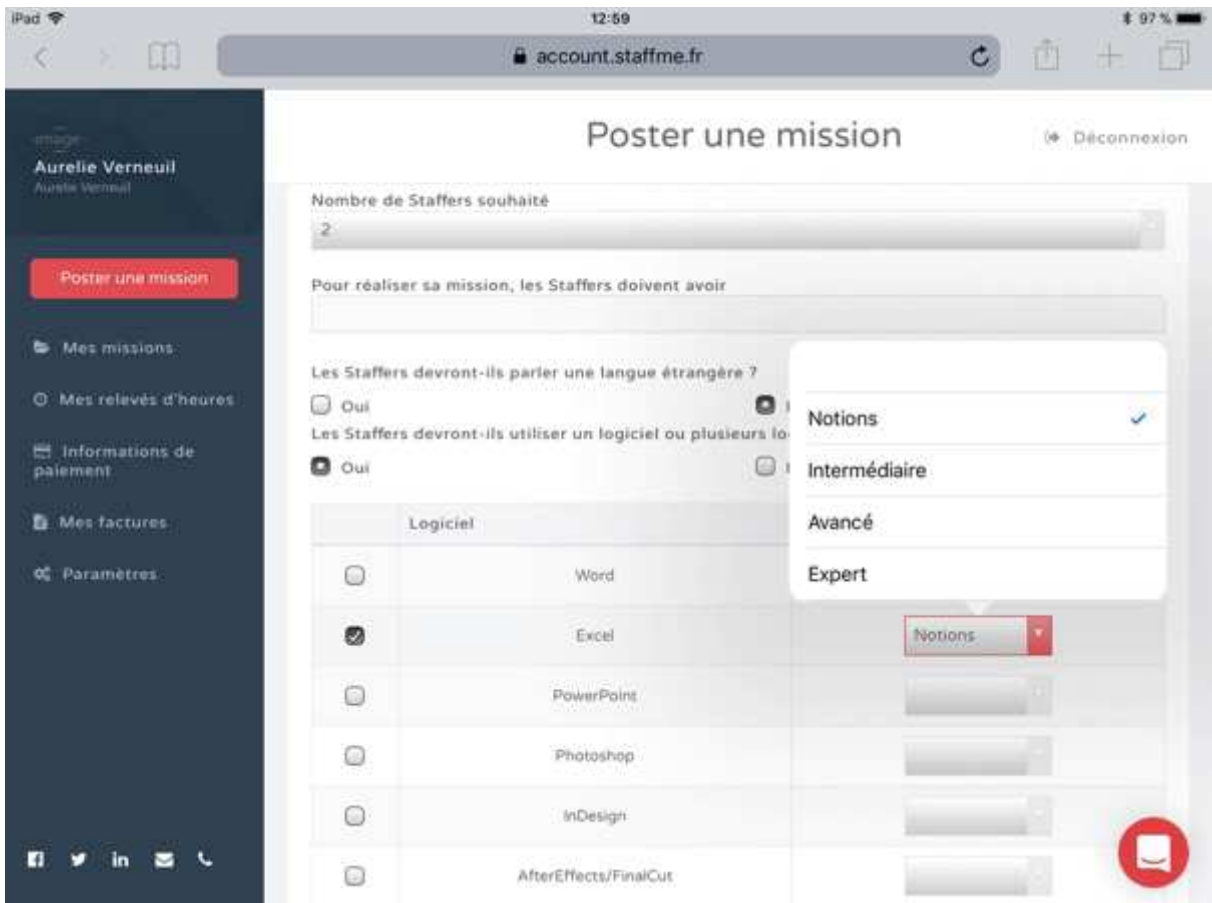 iPad 12:59 97 %
account.staffme.fr
image
Poster une mission
Déconnexion
Aurelie Verneuil
Aurelie Verneuil
Nombre de Staffers souhaité
2
Poster une mission
Pour réaliser sa mission, les Staffers doivent avoir
Mes missions
Mes relevés d'heures
Informations de
paiement
Mes factures
Paramètres
Les Staffers devront-ils parler une langue étrangère ?
Oui
Les Staffers devront-ils utiliser un logiciel ou plusieurs
Oui
Notions
Intermédiaire
Avancé
Expert
Logiciel
Word
Excel Notions
PowerPoint
Photoshop
InDesign
AfterEffects/FinalCut